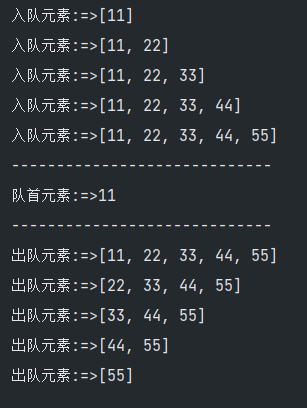 入队元素:=>[11]
入队元素:=>[11, 22]
入队元素:=>[11, 22, 33]
入队元素:=>[11, 22, 33, 44]
入队元素:=>[11, 22, 33, 44, 55]
-----------------------------
队首元素:=>11
-----------------------------
出队元素:=>[11, 22, 33, 44, 55]
出队元素:=>[22, 33, 44, 55]
出队元素:=>[33, 44, 55]
出队元素:=>[44, 55]
出队元素:=>[55]